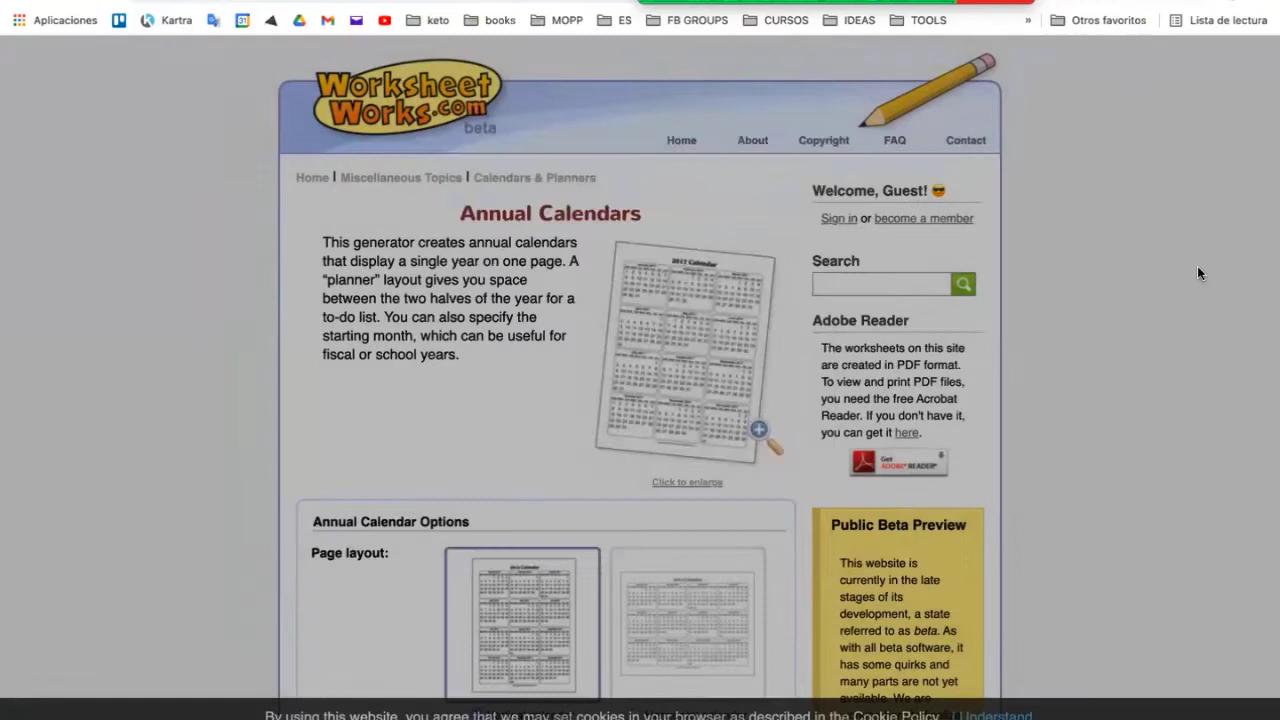 Aplicaciones
Kartra
keto
books
MOPP
ES
FB GROUPS
CURSOS
IDEAS
TOOLS
»
Otros favoritos
Lista de lectura
Worksheet
Works.com
beta
Home
About
Copyright
FAQ
Contact
Home | Miscellaneous Topics | Calendars & Planners
Annual Calendars
This generator creates annual calendars
that display a single year on one page. A
"planner" layout gives you space
between the two halves of the year for a
to-do list. You can also specify the
starting month, which can be useful for
fiscal or school years.
Click to enlarge
Annual Calendar Options
Page layout:
Welcome, Guest!
Sign in or become a member
Search
Adobe Reader
The worksheets on this site
are created in PDF format.
To view and print PDF files,
you need the free Acrobat
Reader. If you don't have it,
you can get it here.
Get
ADOBE® READER®
Public Beta Preview
This website is
currently in the late
stages of its
development, a state
referred to as beta. As
with all beta software, it
has some quirks and
many parts are not yet
available. We are
By using this website, you agree that we may set cookies in your browser as described in the Cookie Policy. I Understand